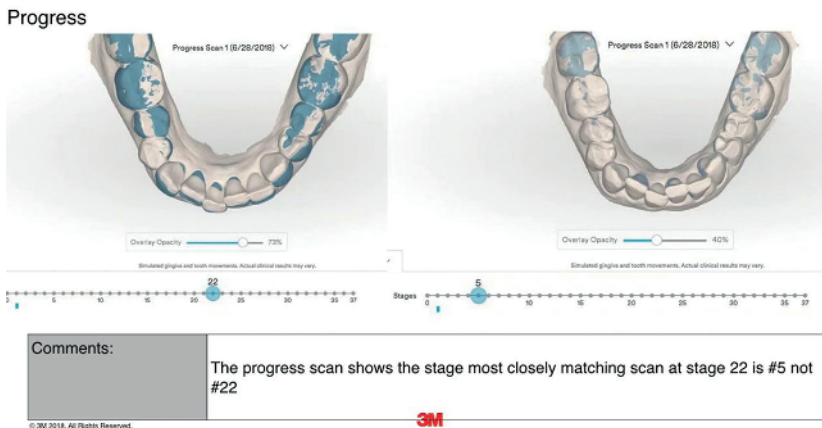 Progress
Progress Scan 1 (6/28/2018)
Overlay Opacity 73%
Simulated gingiva and tooth movements. Actual clinical results may vary.
22
0 5 10 15 20 25 30 35 37
Progress Scan 1 (6/28/2018)
Overlay Opacity 40%
Simulated gingiva and tooth movements. Actual clinical results may vary.
5
Stages 0 5 10 15 20 25 30 35 37
Comments:
The progress scan shows the stage most closely matching scan at stage 22 is #5 not
#22
3M
© 3M 2018. All Rights Reserved.